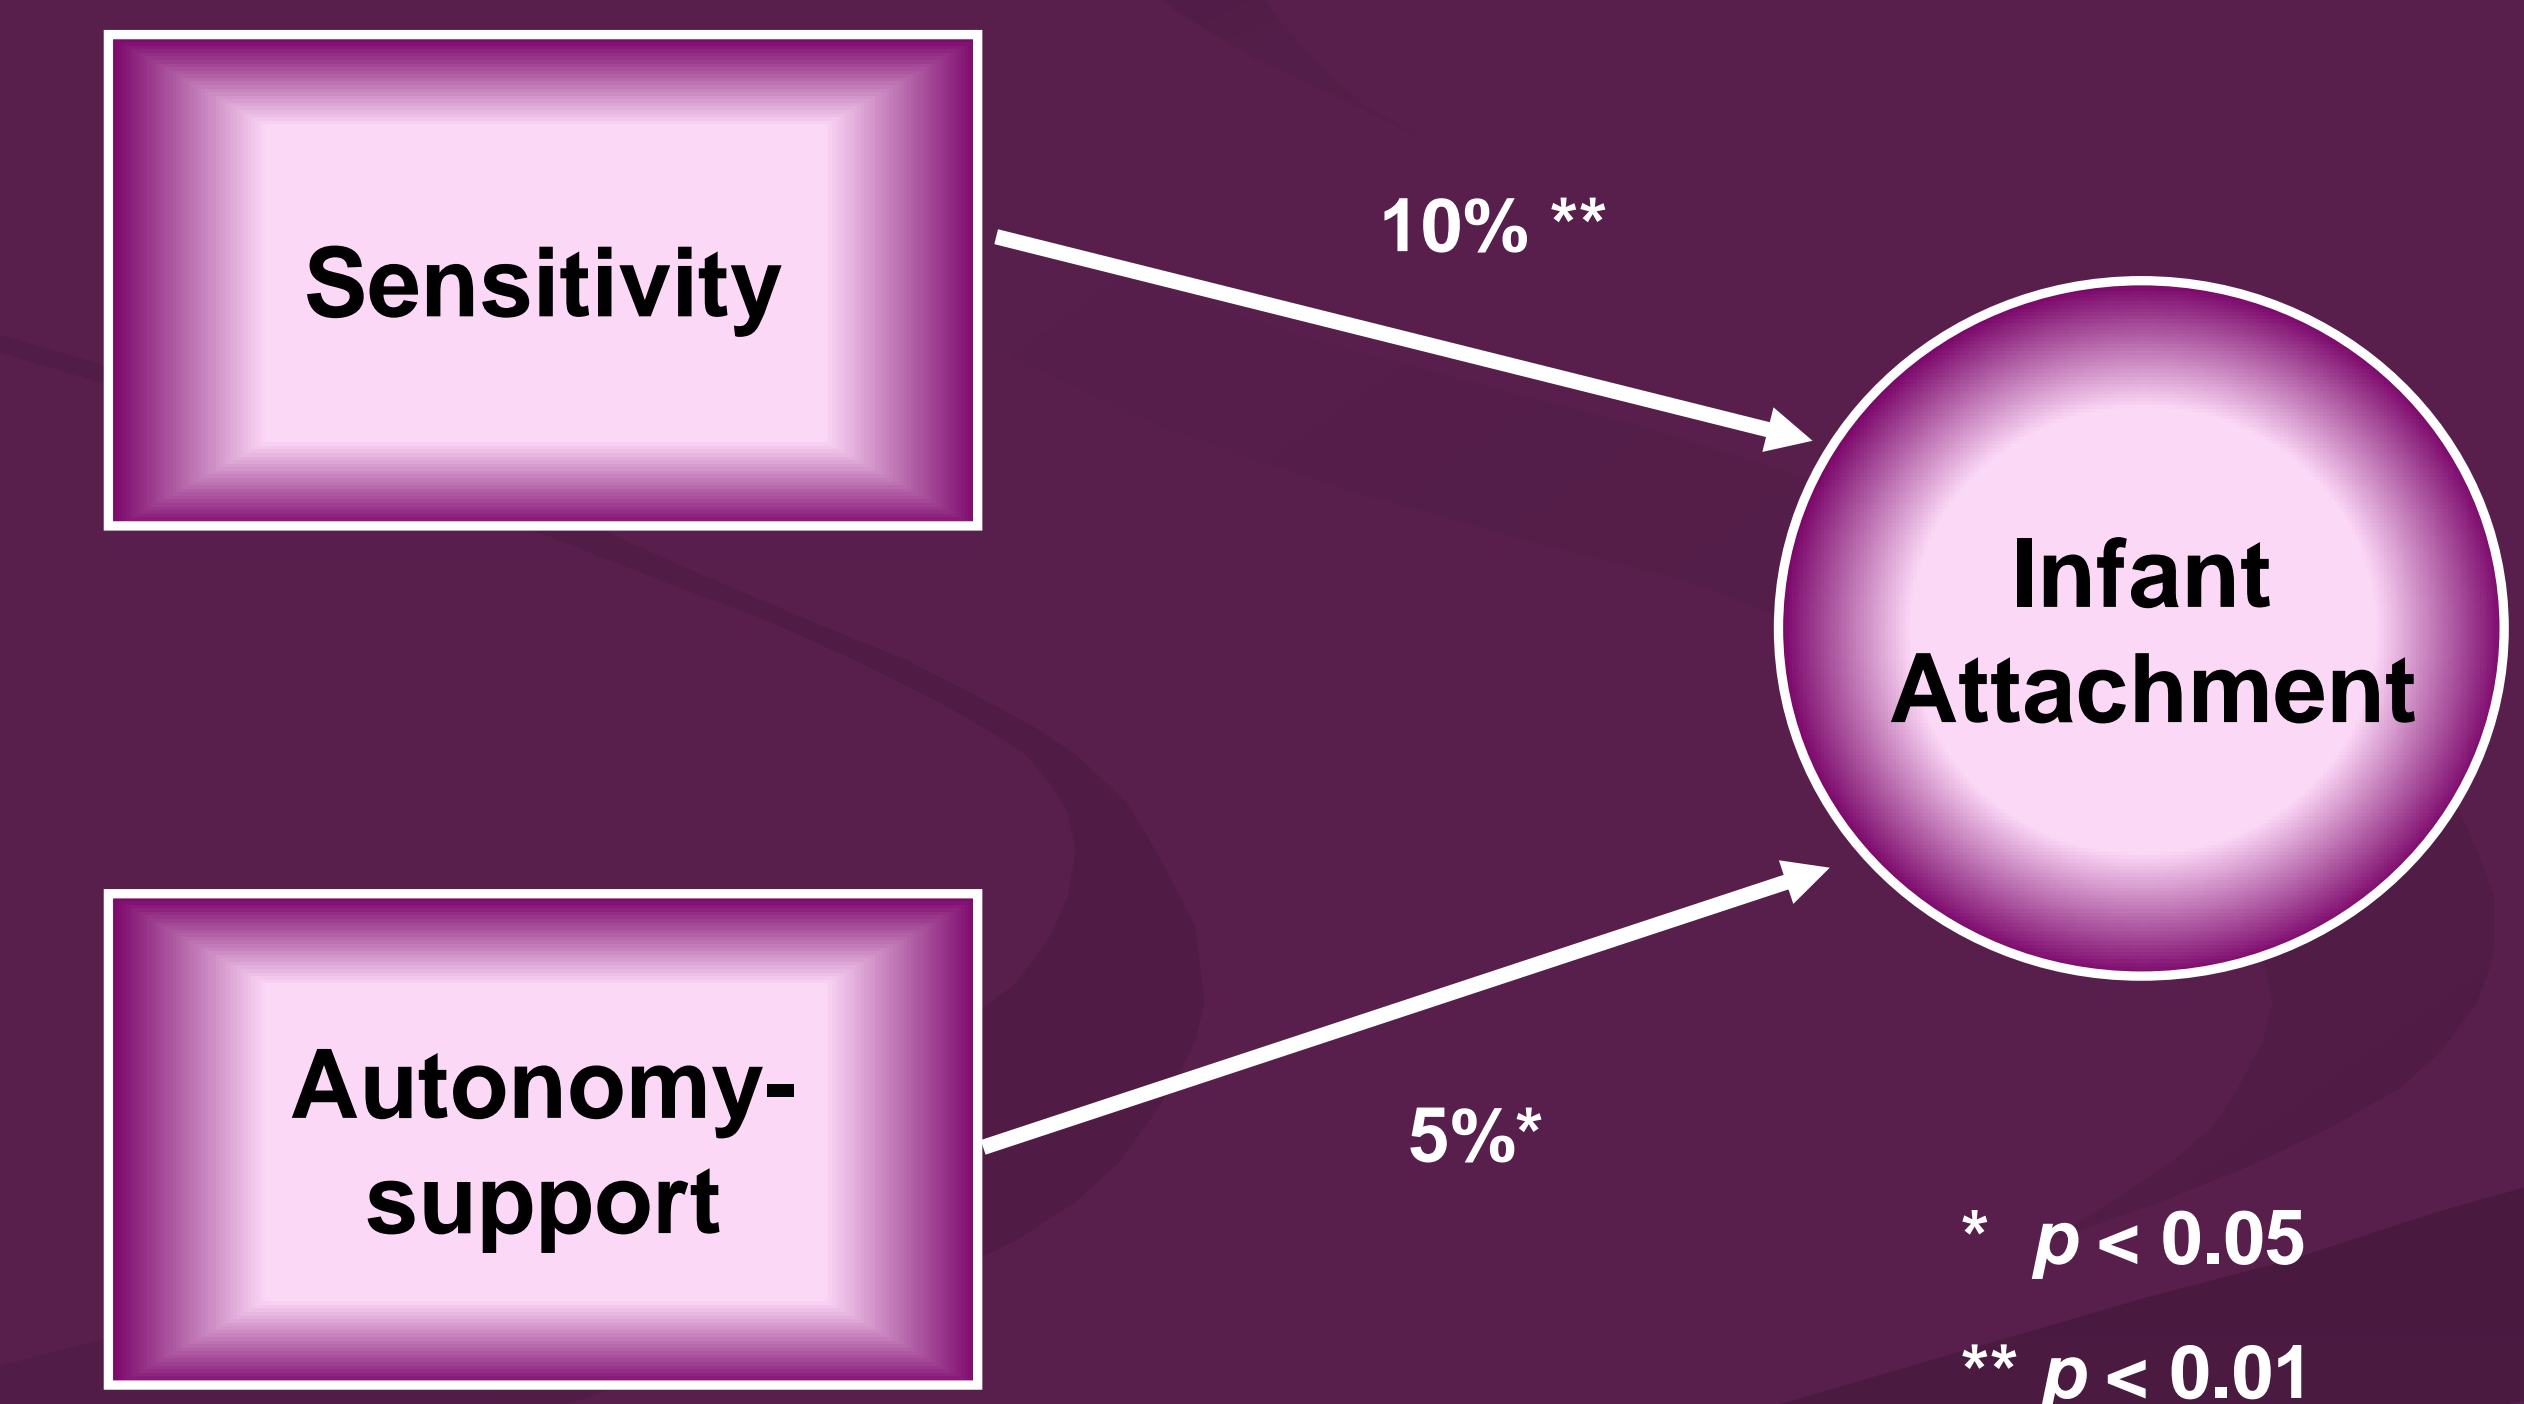 Sensitivity
10% **
Infant
Attachment
Autonomy-
support
5%*
* p < 0.05
** p < 0.01